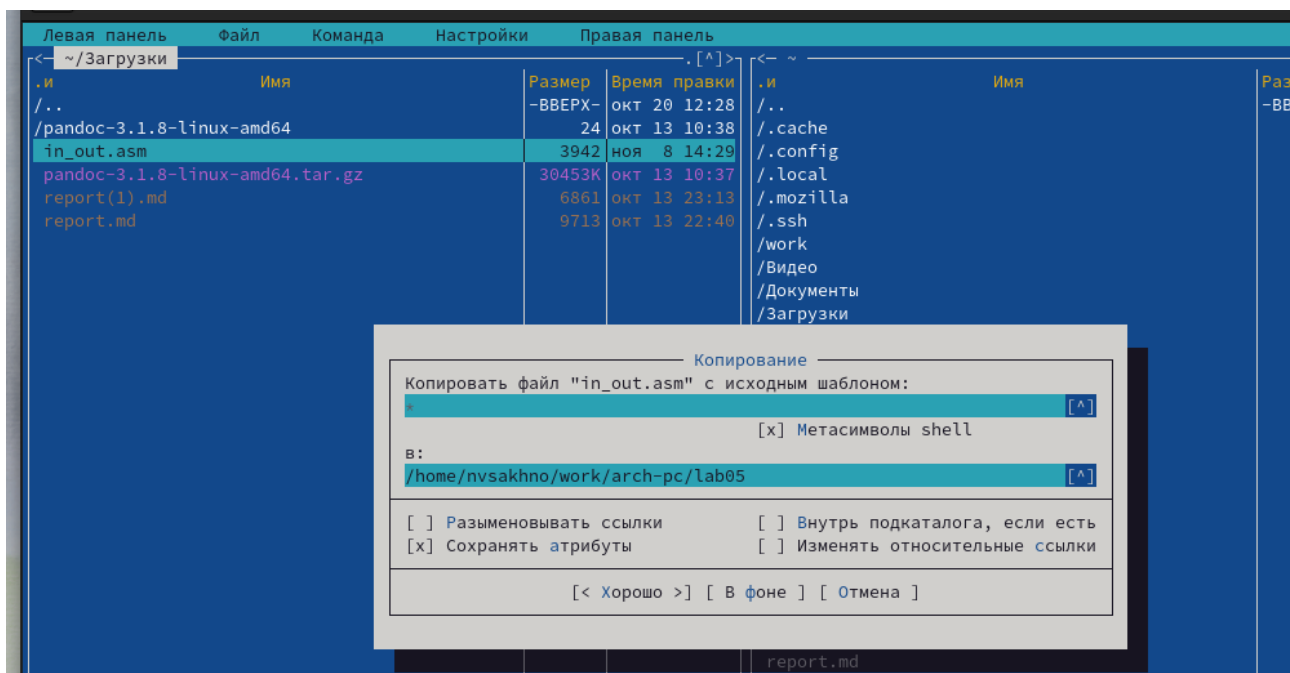 Левая панель Файл Команда Настройки Правая панель
<— ~/Загрузки .[^]>
.и Имя Размер Время правки
/.. -ВВЕРХ- окт 20 12:28
/pandoc-3.1.8-linux-amd64 24 окт 13 10:38
in_out.asm 3942 ноя 8 14:29
pandoc-3.1.8-linux-amd64.tar.gz 30453K окт 13 10:37
report(1).md 6861 окт 13 23:13
report.md 9713 окт 13 22:40
<— ~
.и Имя Раз
/.. -ВВ
/.cache
/.config
/.local
/.mozilla
/.ssh
/work
/Видео
/Документы
/Загрузки
report.md
Копирование
Копировать файл "in_out.asm" с исходным шаблоном:
* [^]
[x] Метасимволы shell
в:
/home/nvsakhno/work/arch-pc/lab05 [^]
[ ] Разыменовывать ссылки [ ] Внутрь подкаталога, если есть
[x] Сохранять атрибуты [ ] Изменять относительные ссылки
[< Хорошо >] [ В фоне ] [ Отмена ]